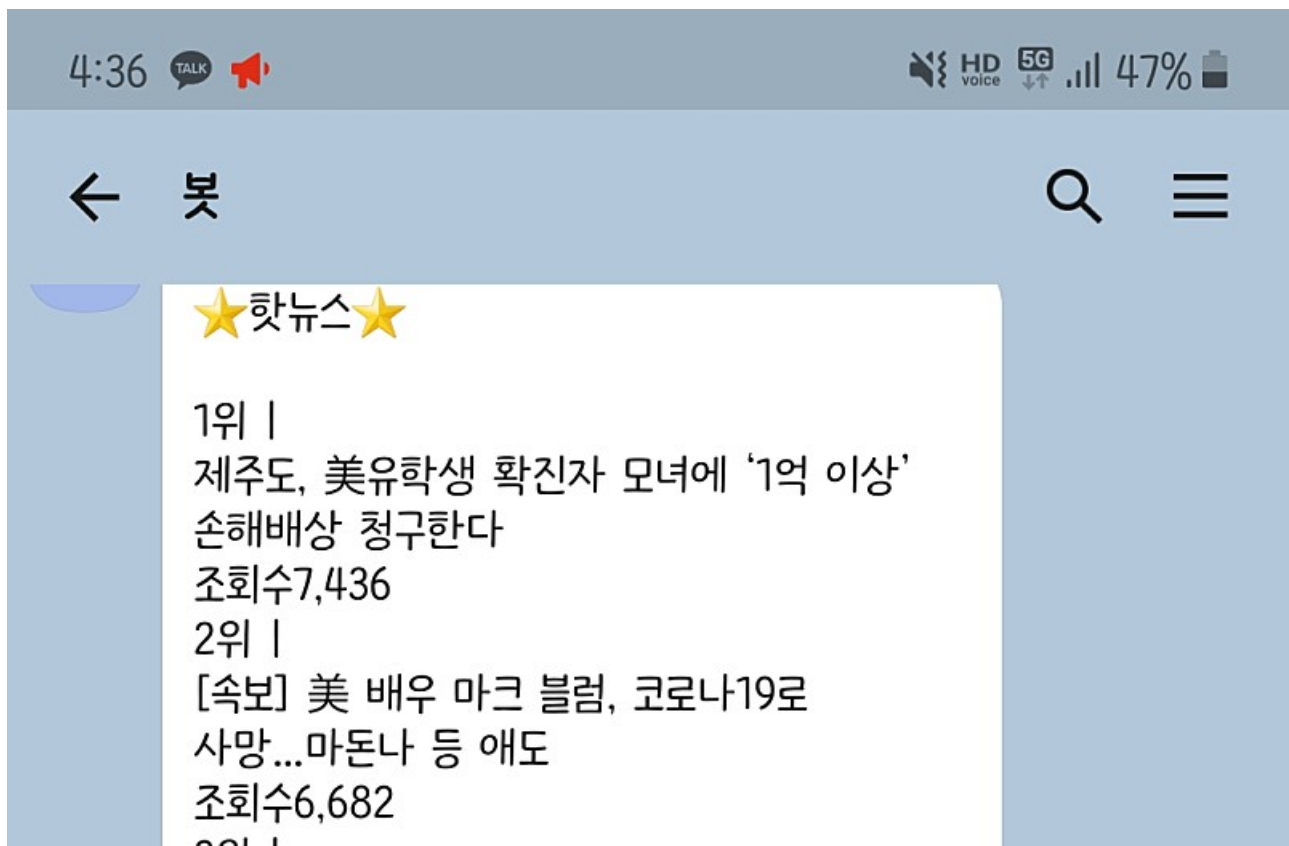 4:36 TALK HD voice 5G 47%
봇
⭐핫뉴스⭐
1위 |
제주도, 美유학생 확진자 모녀에 ‘1억 이상’
손해배상 청구한다
조회수7,436
2위 |
[속보] 美 배우 마크 블럼, 코로나19로
사망...마돈나 등 애도
조회수6,682